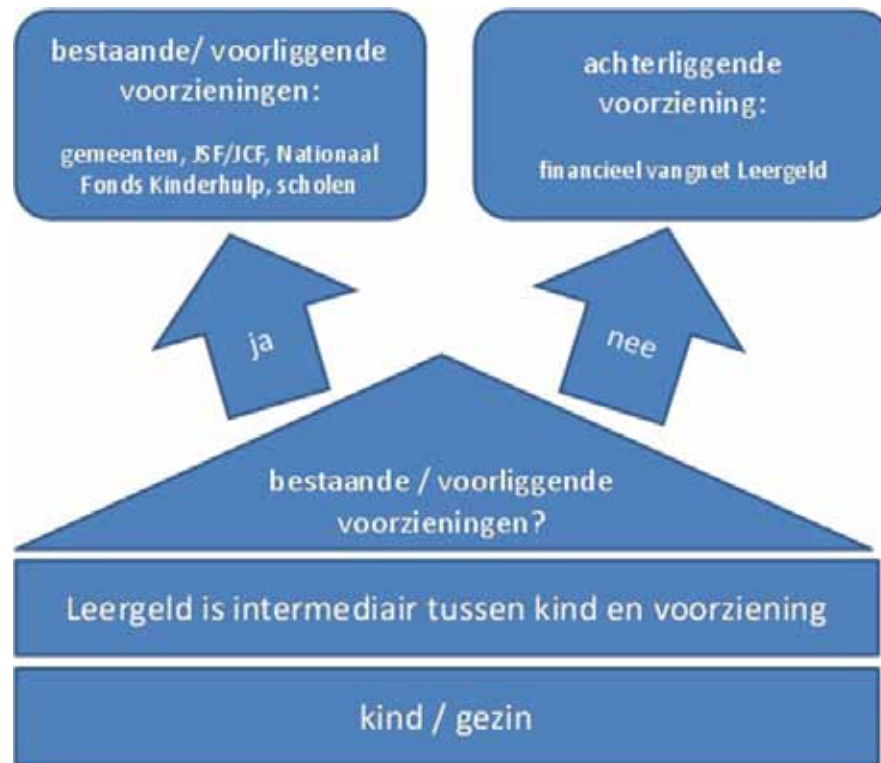 bestaande/ voorliggende
voorzieningen:
gemeenten, JSF/JCF, Nationaal
Fonds Kinderhulp, scholen
achterliggende
voorziening:
financieel vangnet Leergeld
ja
nee
bestaande / voorliggende
voorzieningen?
Leergeld is intermediair tussen kind en voorziening
kind / gezin